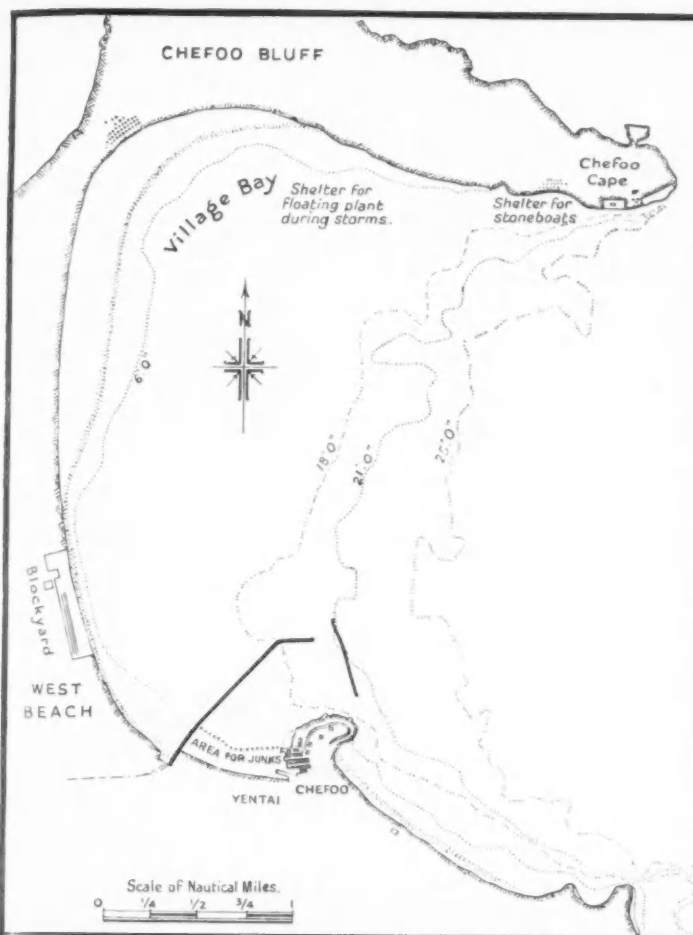 CHEFOO BLUFF
Chefoo
Cape
Village Bay
Shelter for
floating plant
during storms.
Shelter for
stoneboats
N
6'0"
18'0"
21'0"
Blockyard
WEST
BEACH
AREA FOR JUNKS
YENTAI
CHEFOO
Scale of Nautical Miles.
0 1/4 1/2 3/4 1